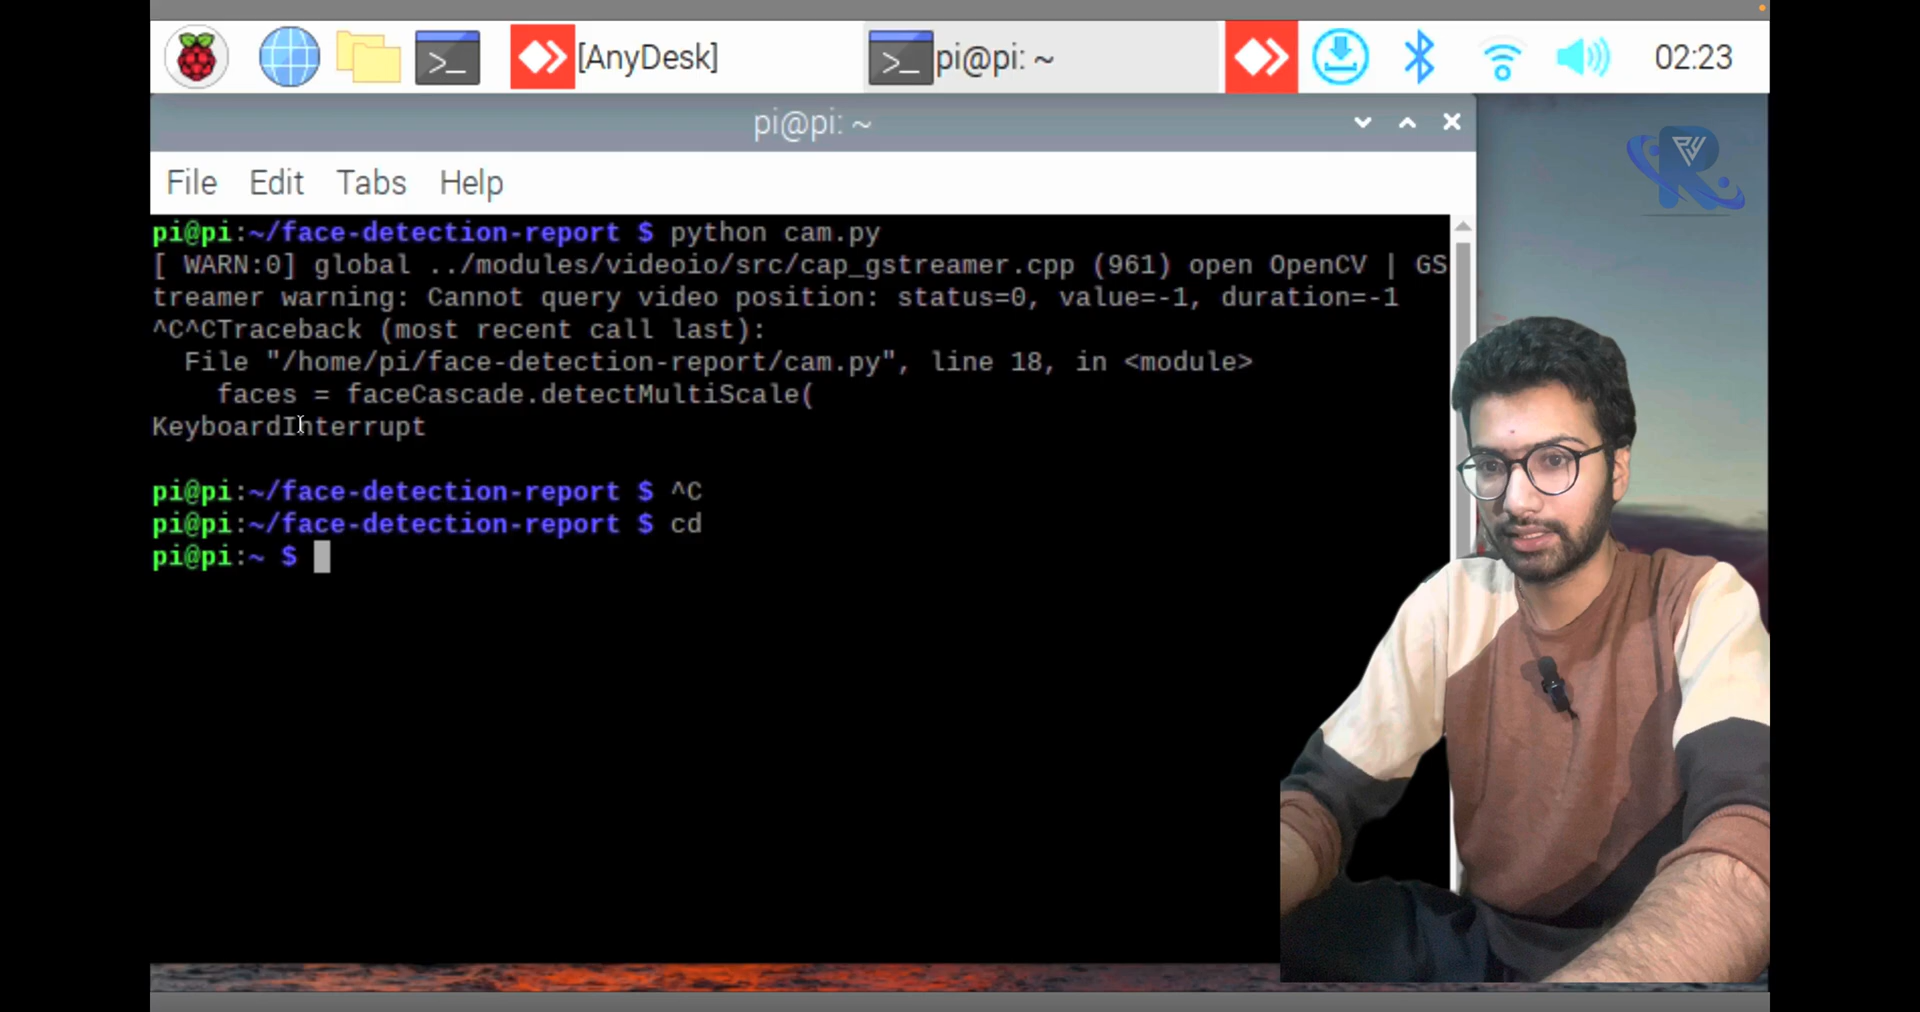 [AnyDesk] pi@pi: ~ 02:23
pi@pi: ~
File Edit Tabs Help
pi@pi:~/face-detection-report $ python cam.py
[ WARN:0] global ../modules/videoio/src/cap_gstreamer.cpp (961) open OpenCV | GS
treamer warning: Cannot query video position: status=0, value=-1, duration=-1
^C^CTraceback (most recent call last):
  File "/home/pi/face-detection-report/cam.py", line 18, in <module>
    faces = faceCascade.detectMultiScale(
KeyboardInterrupt
pi@pi:~/face-detection-report $ ^C
pi@pi:~/face-detection-report $ cd
pi@pi:~ $